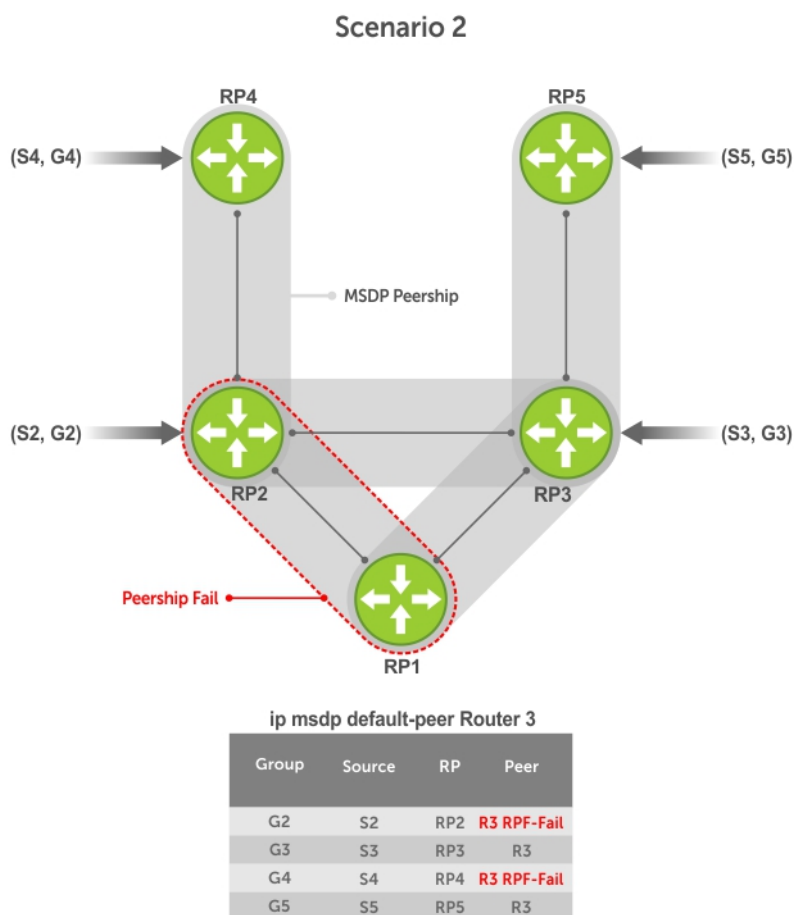 Scenario 2
RP4
RP5
(S4, G4)
(S5, G5)
MSDP Peership
(S2, G2)
(S3, G3)
RP2
RP3
Peership Fail
RP1
ip msdp default-peer Router 3
Group Source RP Peer
G2 S2 RP2 R3 RPF-Fail
G3 S3 RP3 R3
G4 S4 RP4 R3 RPF-Fail
G5 S5 RP5 R3